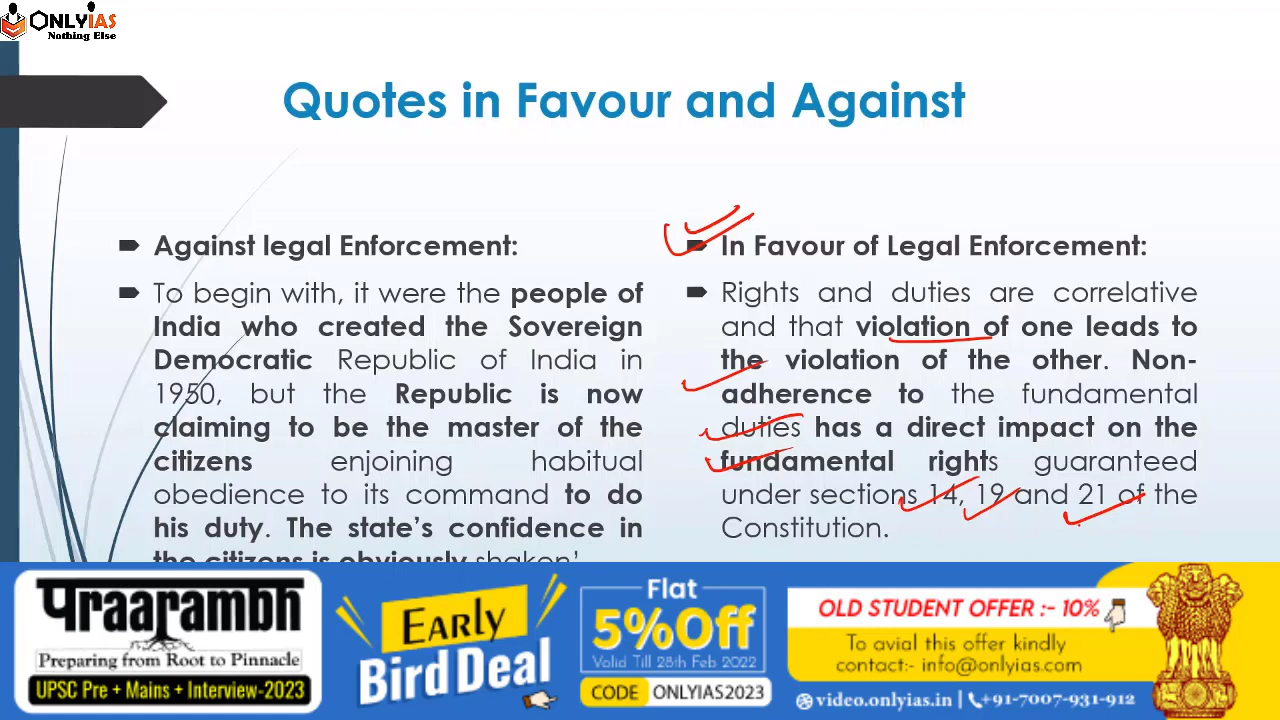 ONLYIAS
Nothing Else
Quotes in Favour and Against
Against legal Enforcement:
To begin with, it were the people of
India who created the Sovereign
Democratic Republic of India in
1950, but the Republic is now
claiming to be the master of the
citizens enjoining habitual
obedience to its command to do
his duty. The state's confidence in
the citizens is obviously shaken'
In Favour of Legal Enforcement:
Rights and duties are correlative
and that violation of one leads to
the violation of the other. Non-
adherence to the fundamental
duties has a direct impact on the
fundamental rights guaranteed
under sections 14, 19 and 21 of the
Constitution.
पraarambh
Preparing from Root to Pinnacle
UPSC Pre + Mains + Interview-2023
Early
Bird Deal
Flat
5%Off
Valid Till 28th Feb 2022
CODE ONLYIAS2023
OLD STUDENT OFFER :- 10%
To avial this offer kindly
contact:- info@onlyias.com
video.onlyias.in | +91-7007-931-912